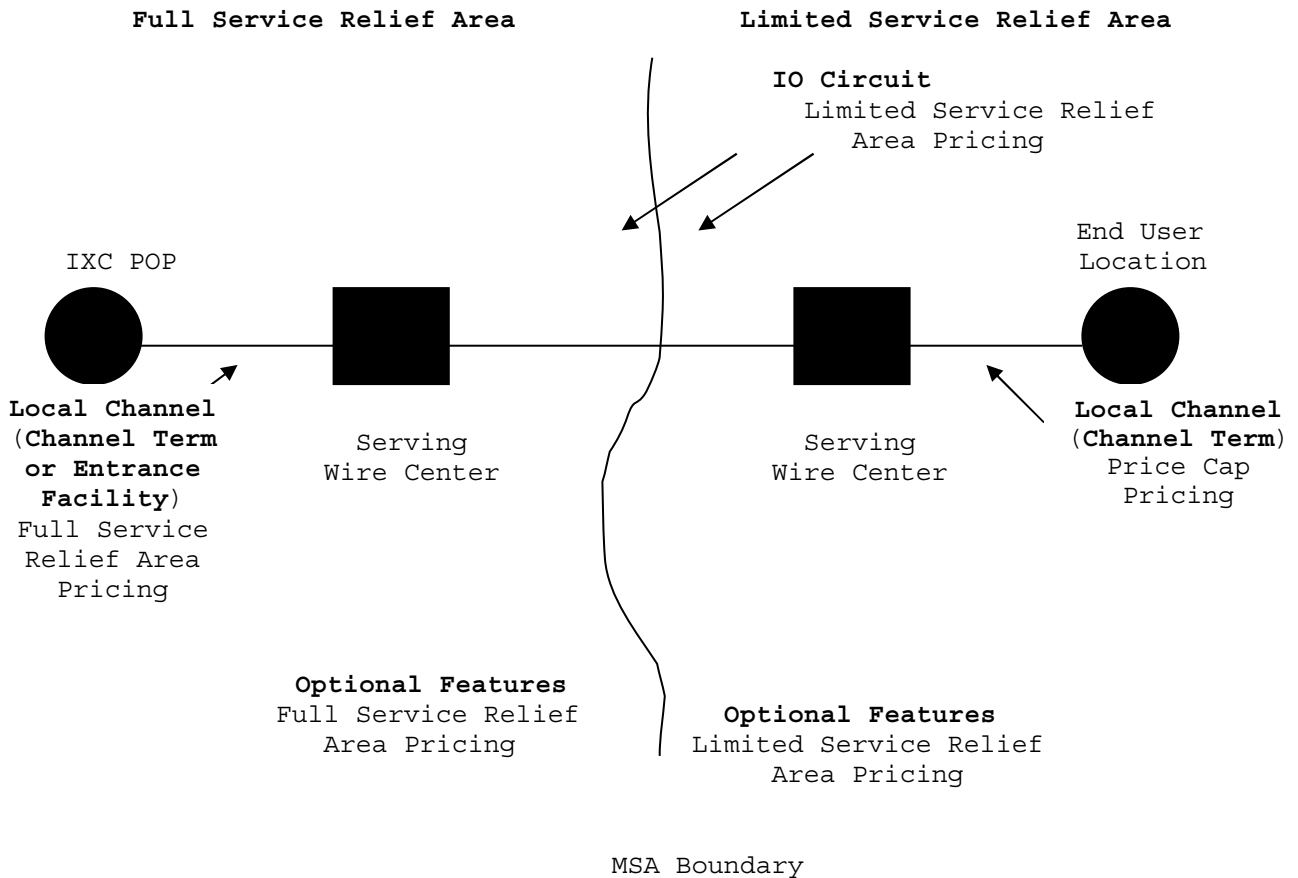 Full Service Relief Area
Limited Service Relief Area
IO Circuit
Limited Service Relief
Area Pricing
IXC POP
End User
Location
Local Channel
(Channel Term
or Entrance
Facility)
Full Service
Relief Area
Pricing
Serving
Wire Center
Serving
Wire Center
Local Channel
(Channel Term)
Price Cap
Pricing
Optional Features
Full Service Relief
Area Pricing
Optional Features
Limited Service Relief
Area Pricing
MSA Boundary